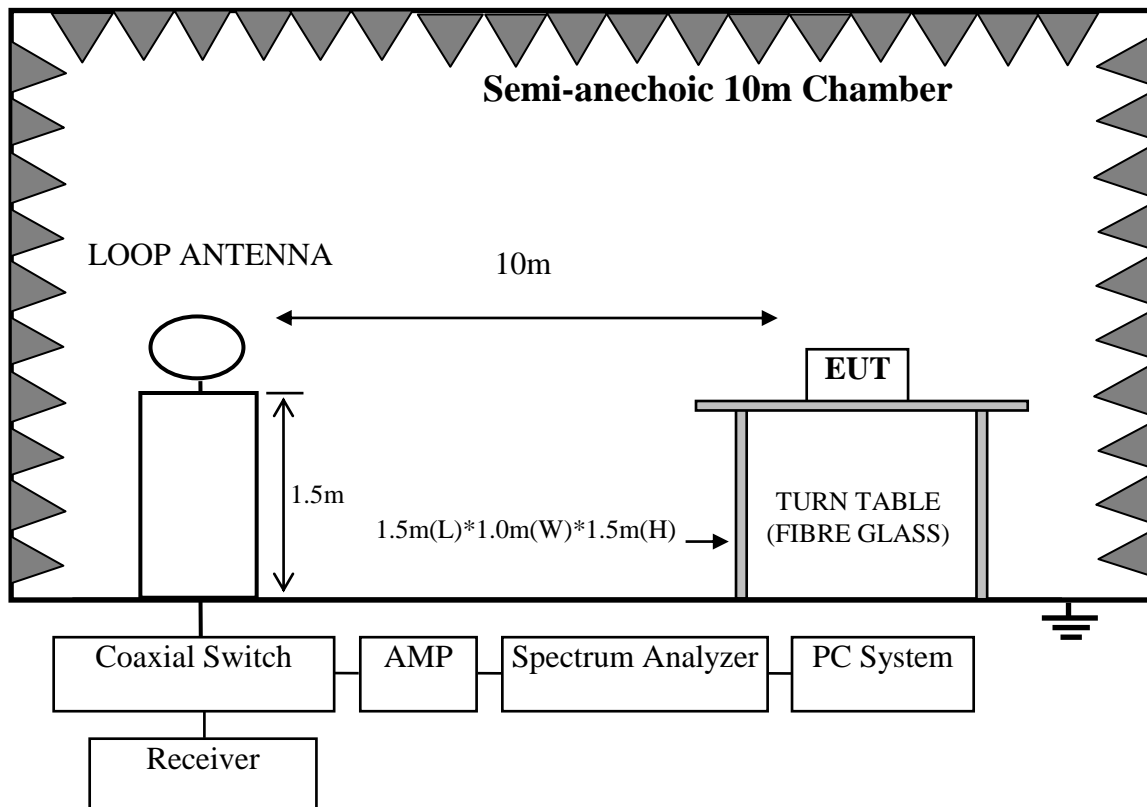 Semi-anechoic 10m Chamber
LOOP ANTENNA
10m
EUT
1.5m
TURN TABLE
(FIBRE GLASS)
1.5m(L)*1.0m(W)*1.5m(H)
Coaxial Switch
AMP
Spectrum Analyzer
PC System
Receiver